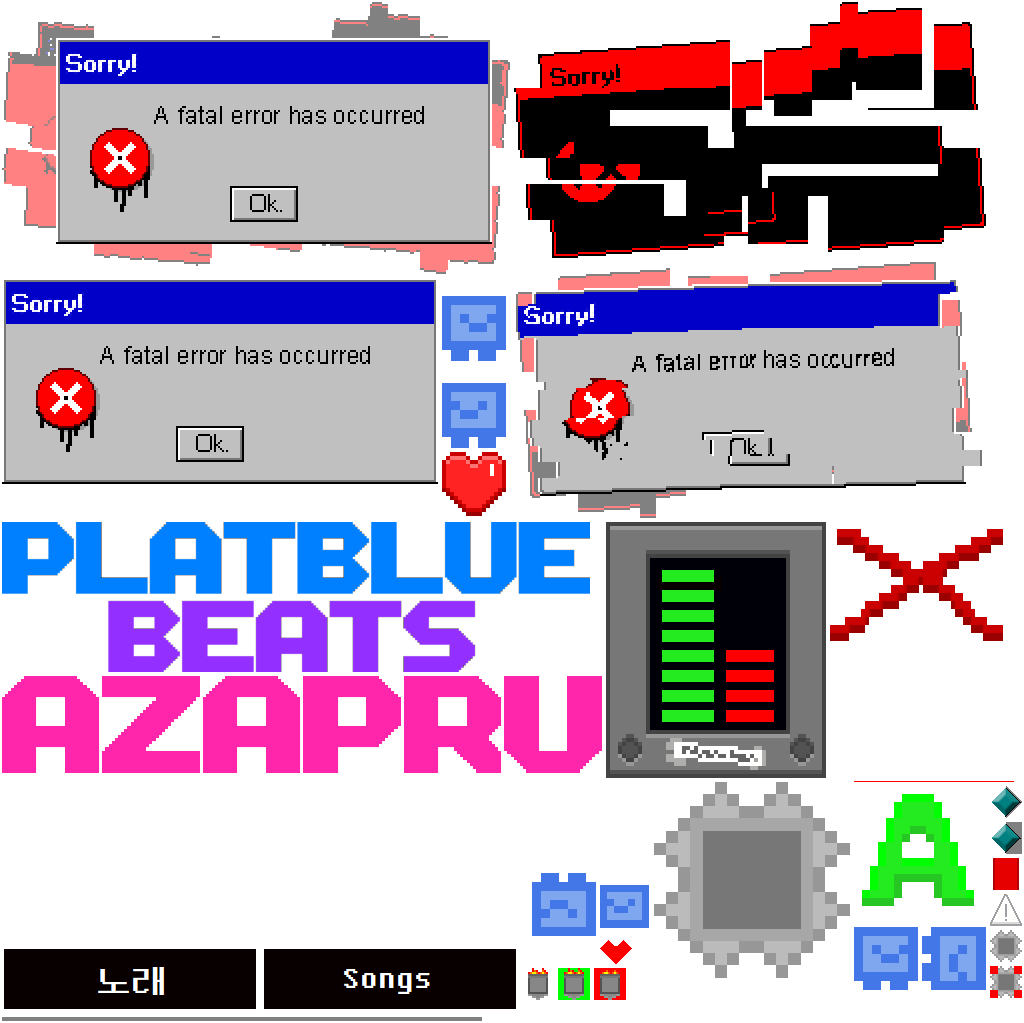 Sorry!
A fatal error has occurred
Ok.
Sorry!
Sorry!
A fatal error has occurred
Ok.
Sorry!
A fatal error has occurred
Ok.
PLATBLUE
BEATS
AZAPRU
A
노래
Songs